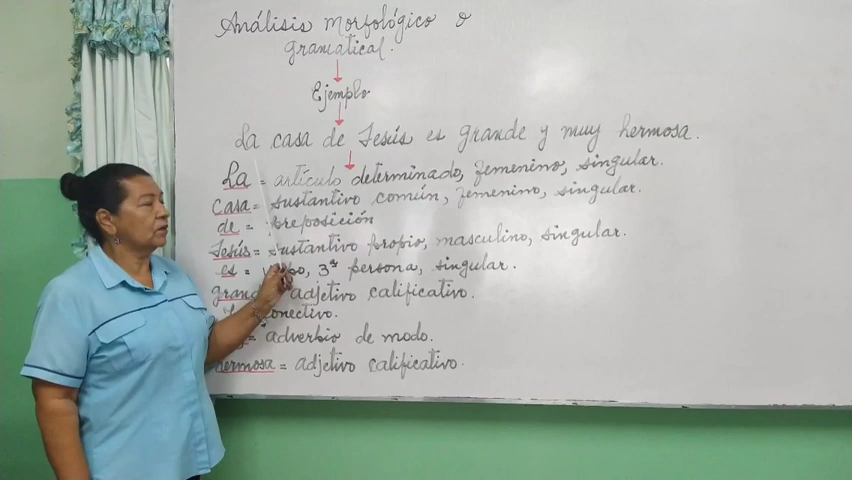 Análisis morfológico o
gramatical.
Ejemplo
La casa de Jesús es grande y muy hermosa.
La = artículo determinado, femenino, singular.
casa = sustantivo común, femenino, singular.
de = preposición
Jesús = sustantivo propio, masculino, singular.
es = 3ª persona, singular.
adjetivo calificativo.
conectivo.
= adverbio de modo.
hermosa = adjetivo calificativo.